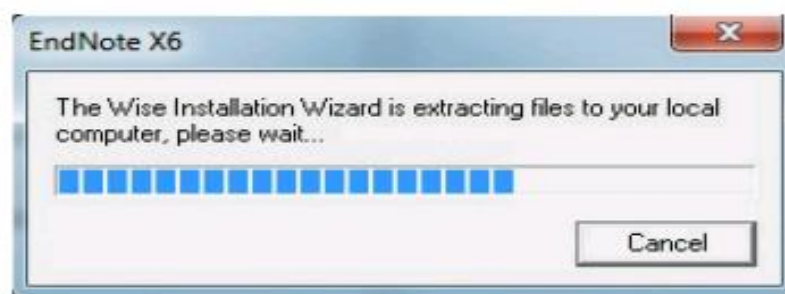 EndNote X6
The Wise Installation Wizard is extracting files to your local
computer, please wait...
Cancel